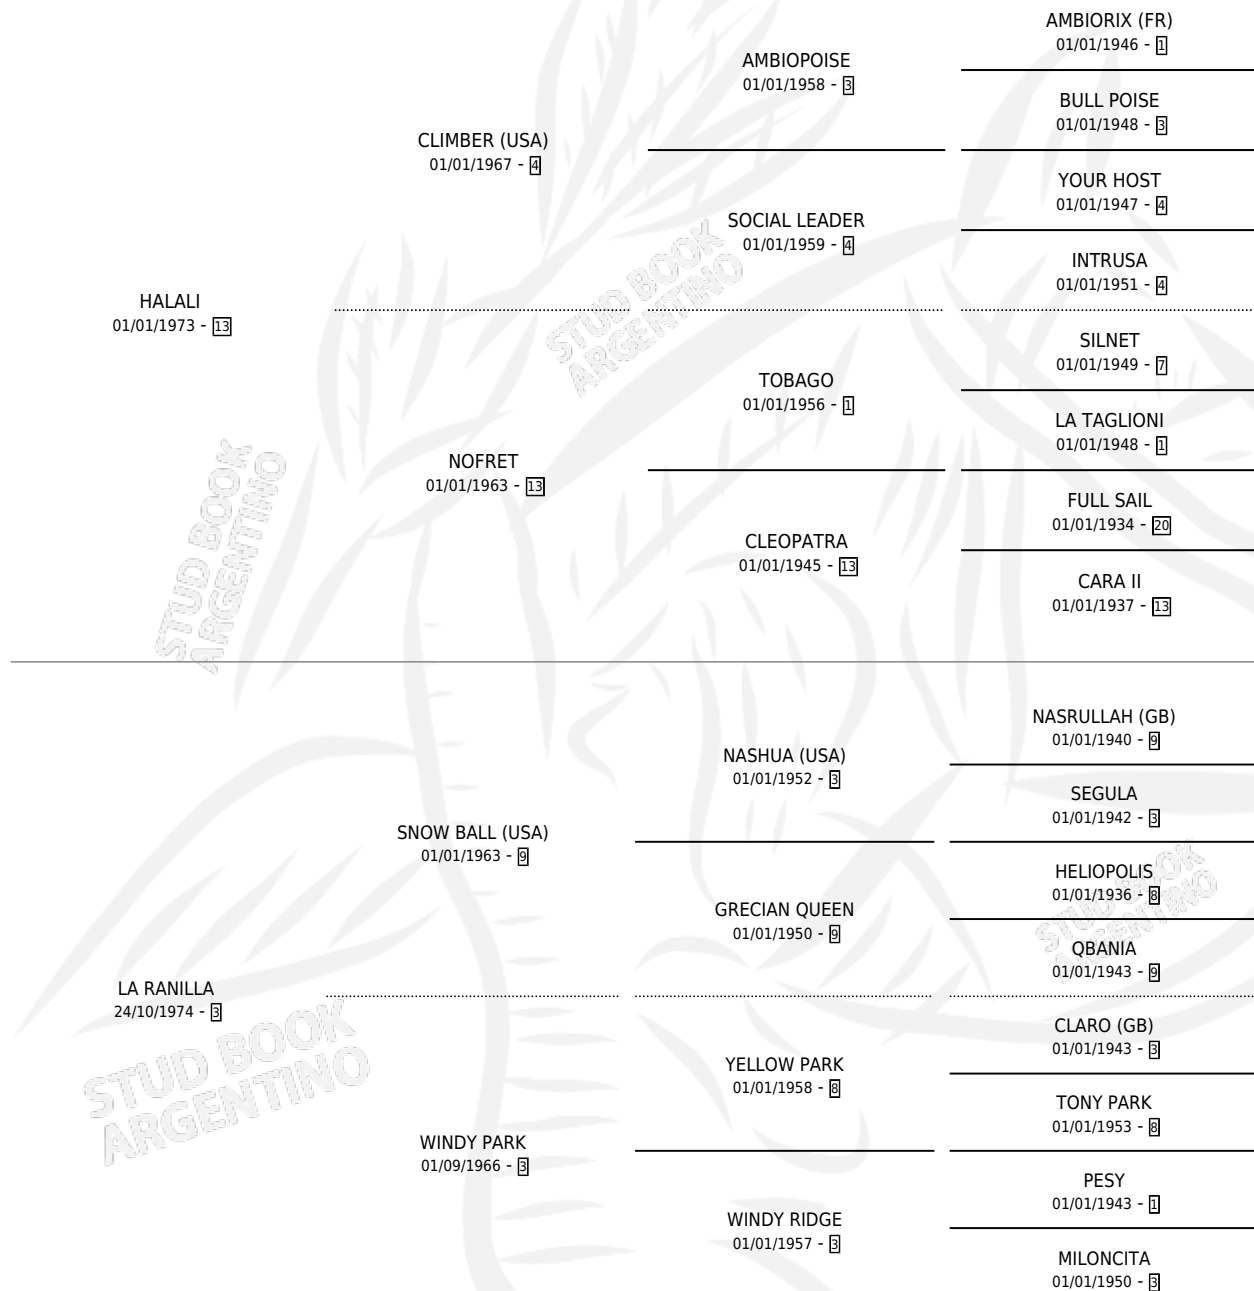 AMBIORIX (FR)
01/01/1946 - 1
AMBIOPOISE
01/01/1958 - 3
BULL POISE
01/01/1948 - 3
CLIMBER (USA)
01/01/1967 - 4
YOUR HOST
01/01/1947 - 4
SOCIAL LEADER
01/01/1959 - 4
INTRUSA
01/01/1951 - 4
HALALI
01/01/1973 - 13
SILNET
01/01/1949 - 7
TOBAGO
01/01/1956 - 1
LA TAGLIONI
01/01/1948 - 1
NOFRET
01/01/1963 - 13
FULL SAIL
01/01/1934 - 20
CLEOPATRA
01/01/1945 - 13
CARA II
01/01/1937 - 13
STUD BOOK
ARGENTINO
STUD BOOK
ARGENTINO
NASRULLAH (GB)
01/01/1940 - 9
NASHUA (USA)
01/01/1952 - 3
SEGULA
01/01/1942 - 3
SNOW BALL (USA)
01/01/1963 - 9
HELIOPOLIS
01/01/1936 - 8
GRECIAN QUEEN
01/01/1950 - 9
QBANIA
01/01/1943 - 9
LA RANILLA
24/10/1974 - 3
CLARO (GB)
01/01/1943 - 3
YELLOW PARK
01/01/1958 - 8
TONY PARK
01/01/1953 - 8
WINDY PARK
01/09/1966 - 3
PESY
01/01/1943 - 1
WINDY RIDGE
01/01/1957 - 3
MILONCITA
01/01/1950 - 3
STUD BOOK
ARGENTINO
STUD BOOK
ARGENTINO